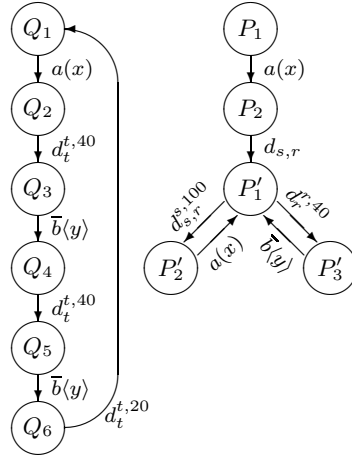 Q₁ P₁
a(x) a(x)
Q₂ P₂
d_t^{t,40} d_{s,r}
Q₃ P′₁
b̅⟨y⟩ d_{s,r}^{s,100} d_r^{r,40}
Q₄ P′₂ a(x) b̅⟨y⟩ P′₃
d_t^{t,40}
Q₅
b̅⟨y⟩
Q₆ d_t^{t,20}